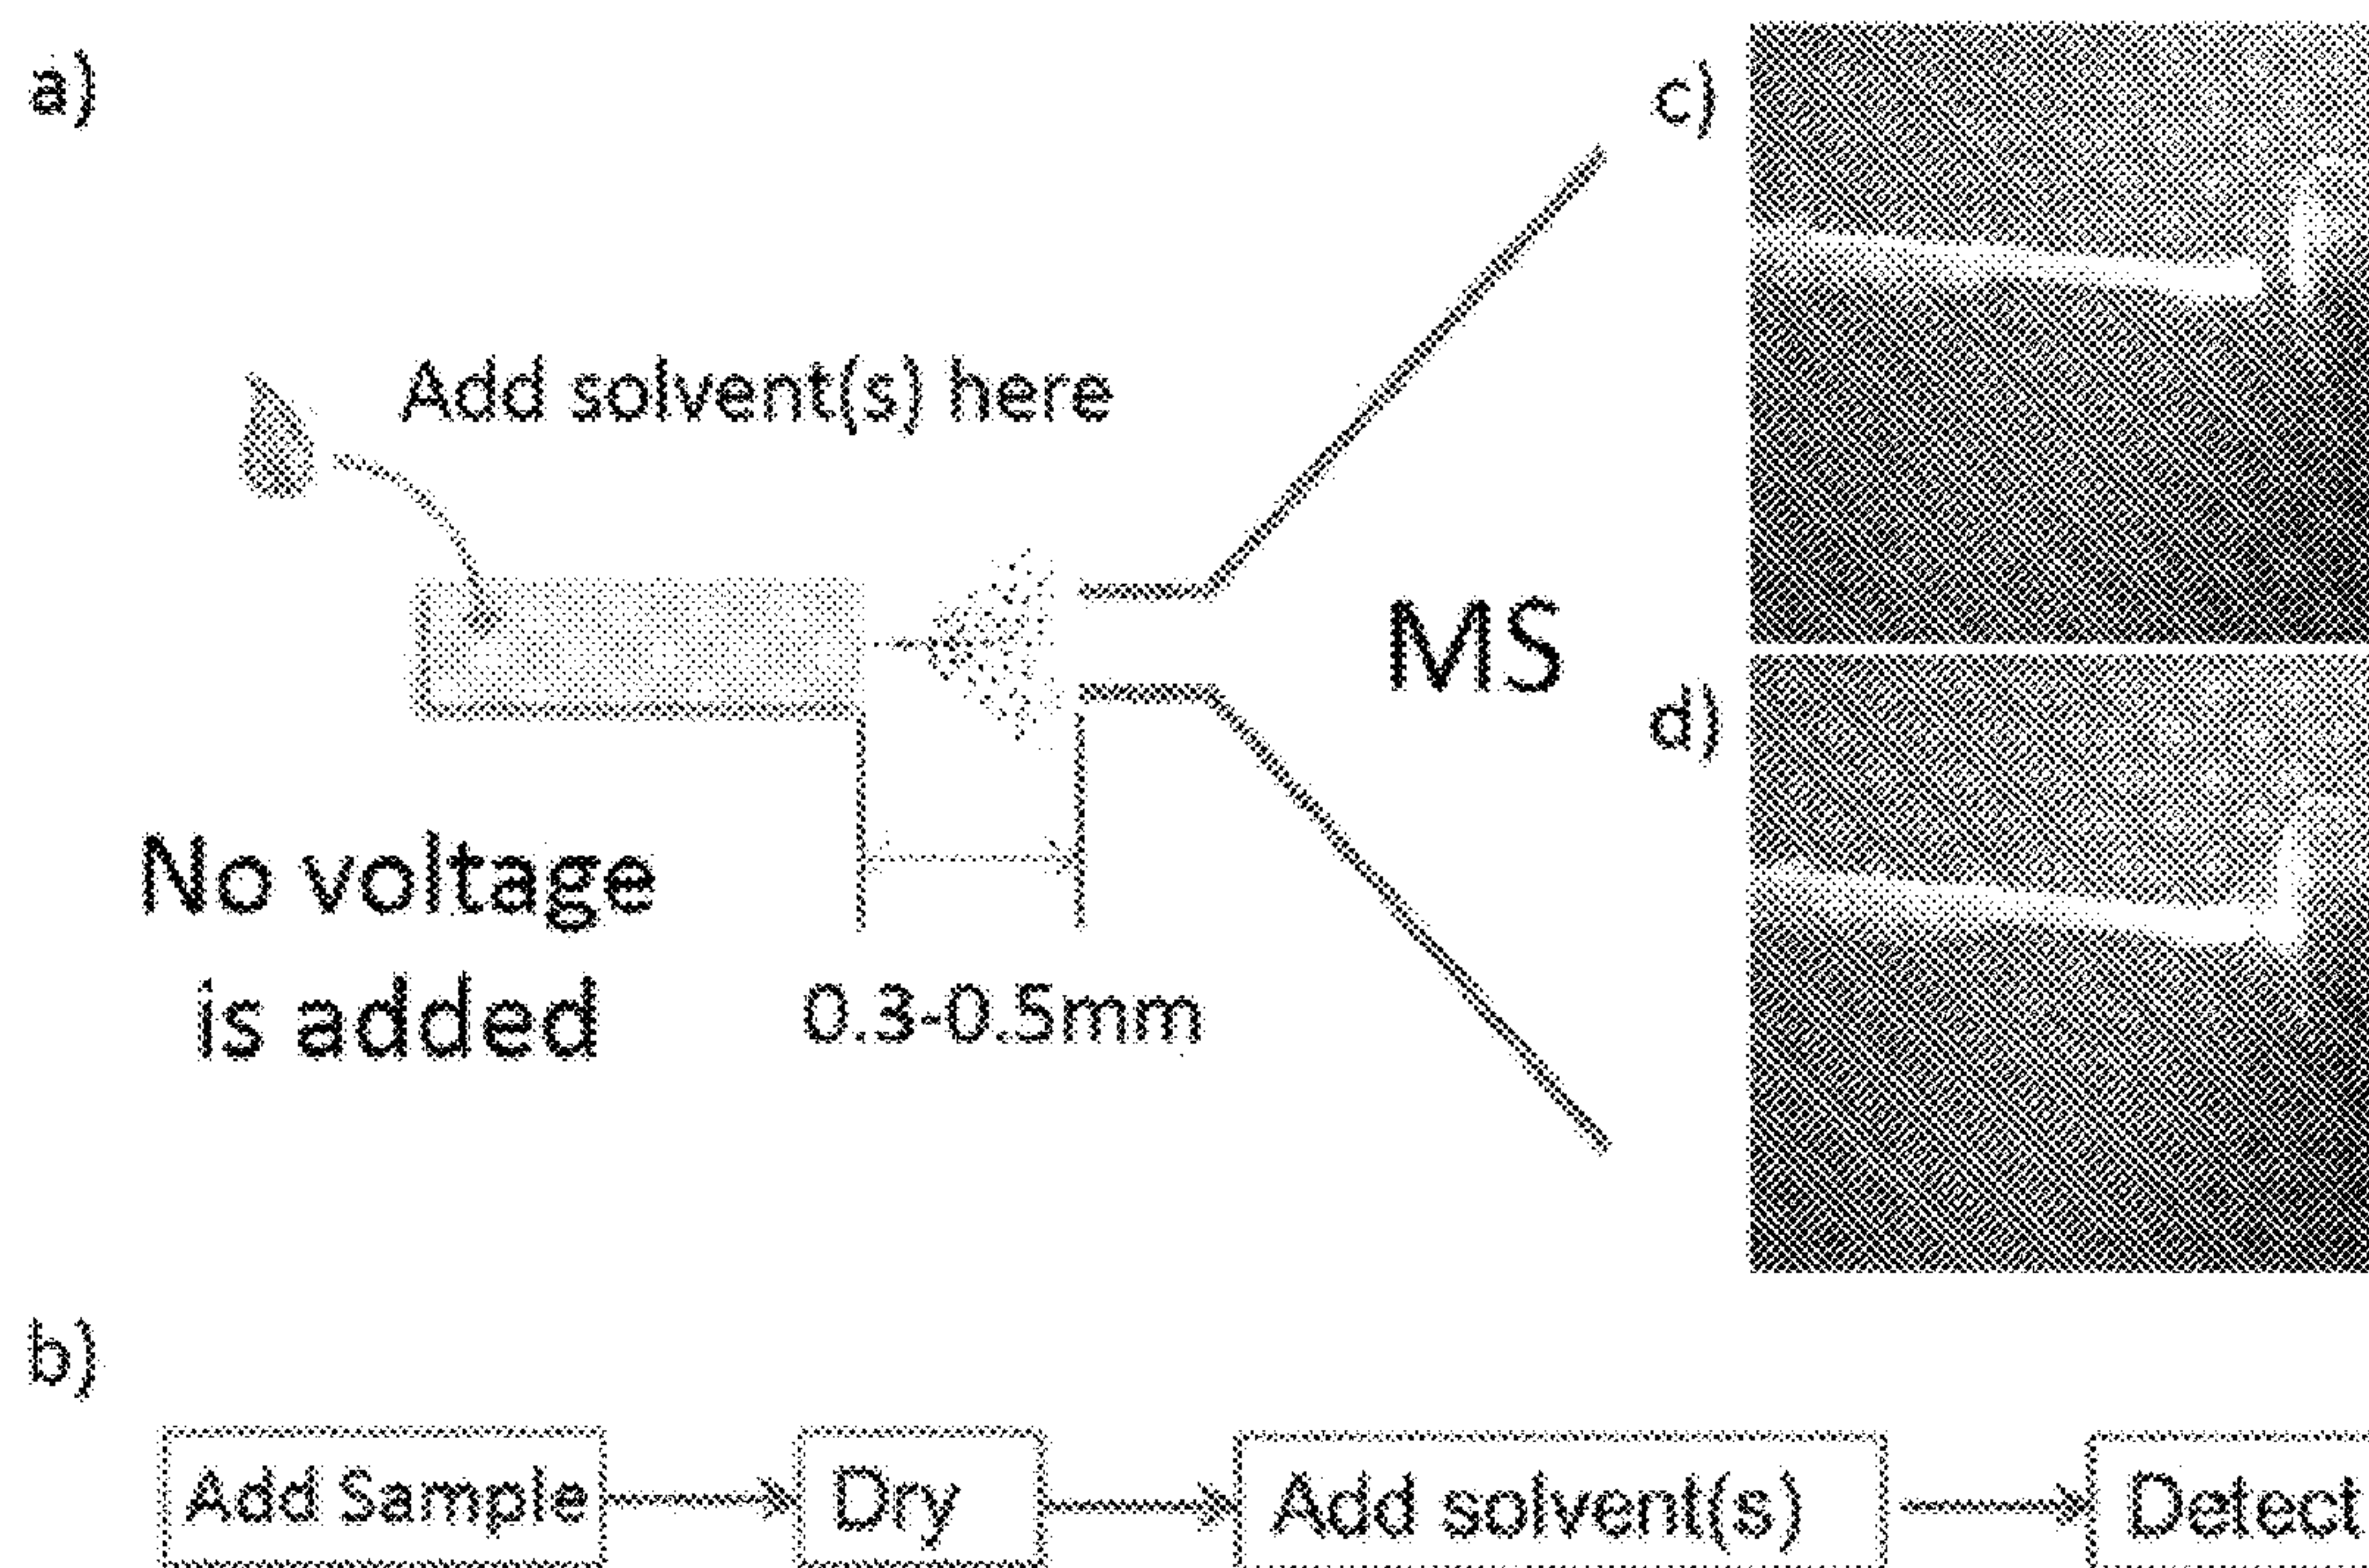 a)
Add solvent(s) here
MS
No voltage
is added
0.3-0.5mm
c)
d)
b)
Add Sample
Dry
Add solvent(s)
Detect